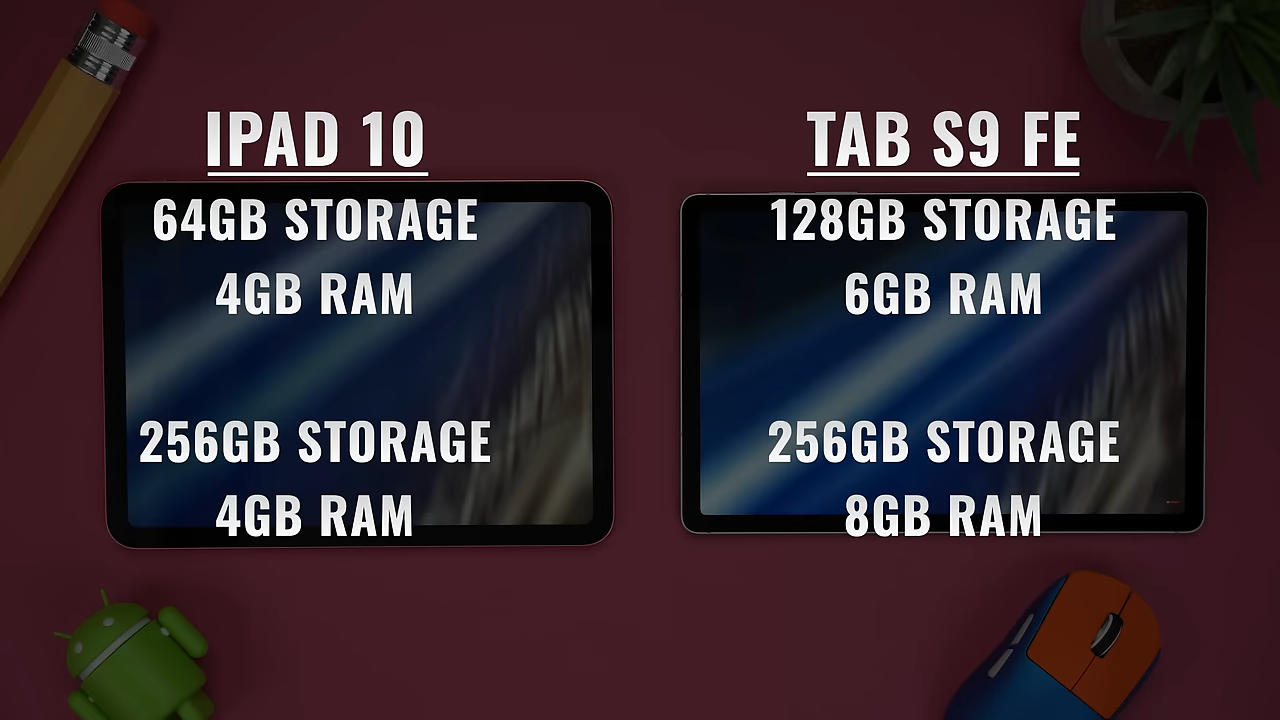 IPAD 10
64GB STORAGE
4GB RAM
256GB STORAGE
4GB RAM
TAB S9 FE
128GB STORAGE
6GB RAM
256GB STORAGE
8GB RAM